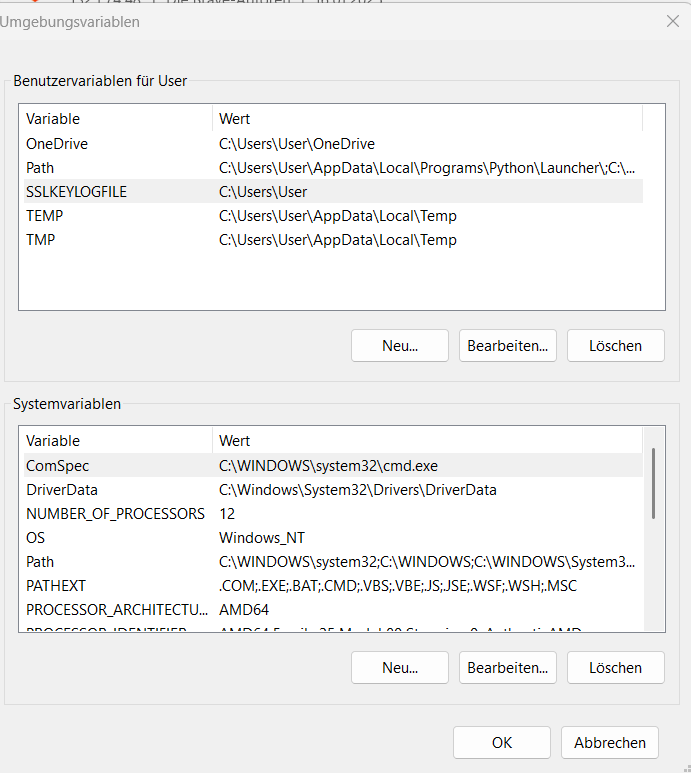 Umgebungsvariablen
Benutzervariablen für User
Variable Wert
OneDrive C:\Users\User\OneDrive
Path C:\Users\User\AppData\Local\Programs\Python\Launcher\;C:\...
SSLKEYLOGFILE C:\Users\User
TEMP C:\Users\User\AppData\Local\Temp
TMP C:\Users\User\AppData\Local\Temp
Neu... Bearbeiten... Löschen
Systemvariablen
Variable Wert
ComSpec C:\WINDOWS\system32\cmd.exe
DriverData C:\Windows\System32\Drivers\DriverData
NUMBER_OF_PROCESSORS 12
OS Windows_NT
Path C:\WINDOWS\system32;C:\WINDOWS;C:\WINDOWS\System3...
PATHEXT .COM;.EXE;.BAT;.CMD;.VBS;.VBE;.JS;.JSE;.WSF;.WSH;.MSC
PROCESSOR_ARCHITECTU... AMD64
Neu... Bearbeiten... Löschen
OK Abbrechen